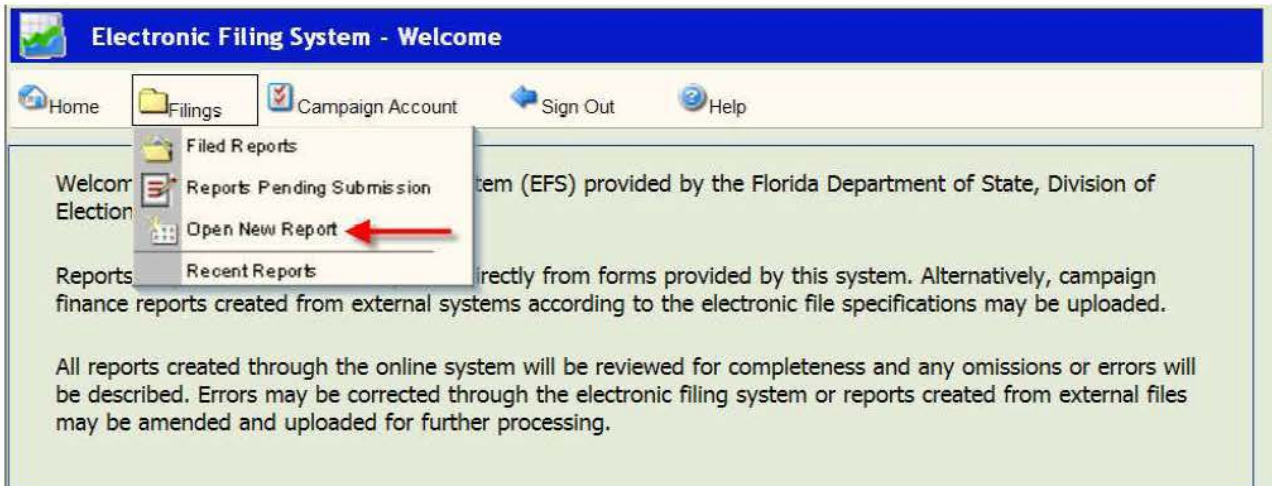 Electronic Filing System - Welcome
Home Filings Campaign Account Sign Out Help
Filed Reports
Reports Pending Submission
Open New Report
Recent Reports
tem (EFS) provided by the Florida Department of State, Division of
Election
Reports irectly from forms provided by this system. Alternatively, campaign
finance reports created from external systems according to the electronic file specifications may be uploaded.
All reports created through the online system will be reviewed for completeness and any omissions or errors will
be described. Errors may be corrected through the electronic filing system or reports created from external files
may be amended and uploaded for further processing.